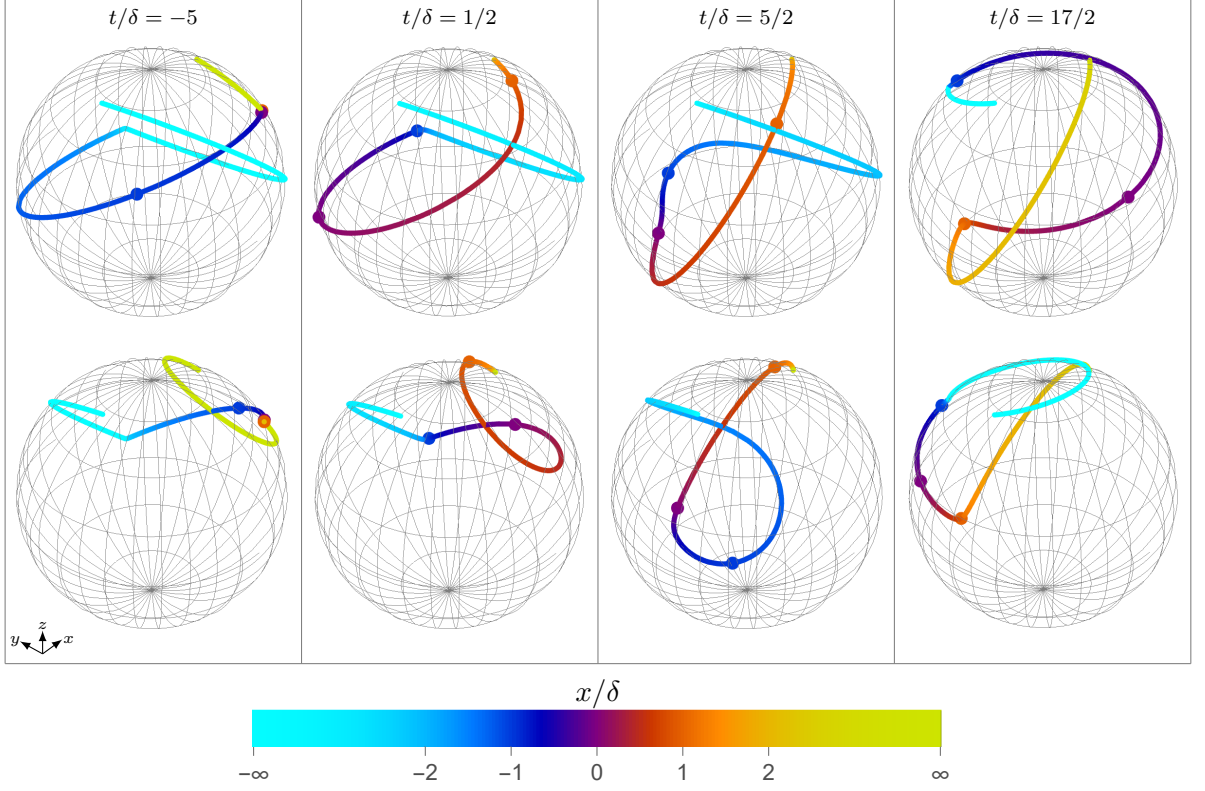 t/δ = −5 t/δ = 1/2 t/δ = 5/2 t/δ = 17/2
z
y x
x/δ
−∞ −2 −1 0 1 2 ∞